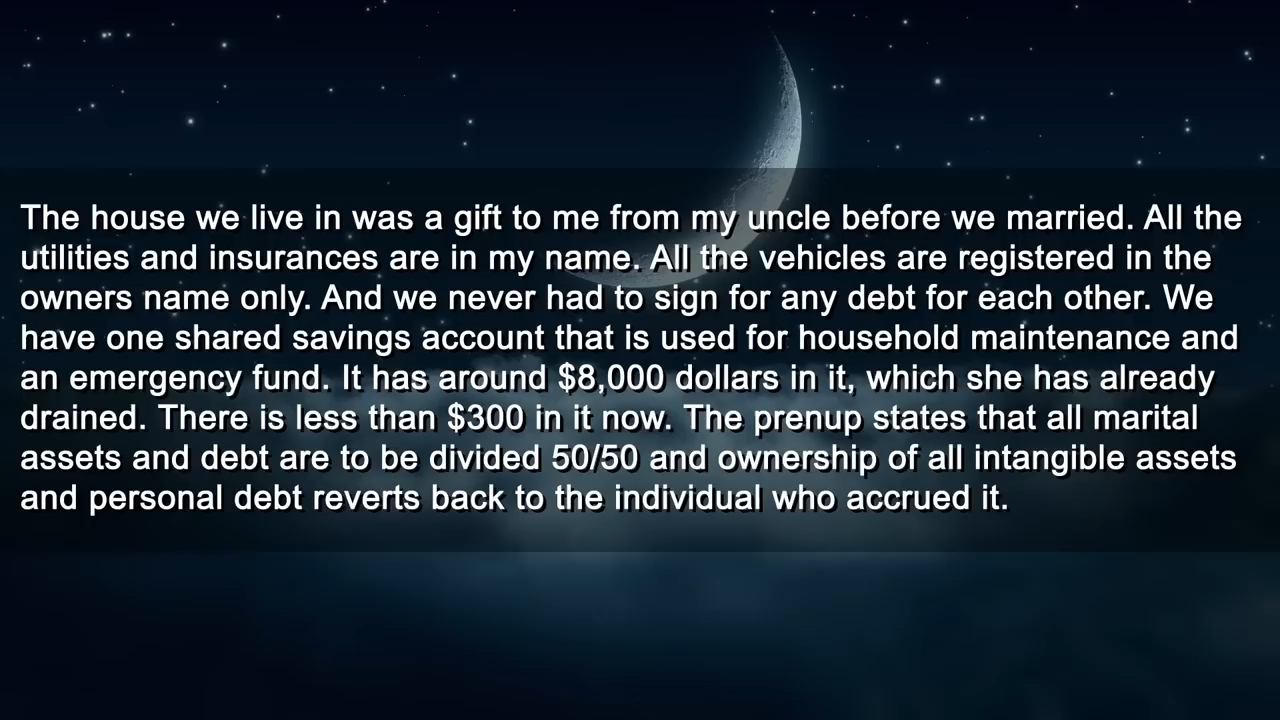 The house we live in was a gift to me from my uncle before we married. All the
utilities and insurances are in my name. All the vehicles are registered in the
owners name only. And we never had to sign for any debt for each other. We
have one shared savings account that is used for household maintenance and
an emergency fund. It has around $8,000 dollars in it, which she has already
drained. There is less than $300 in it now. The prenup states that all marital
assets and debt are to be divided 50/50 and ownership of all intangible assets
and personal debt reverts back to the individual who accrued it.